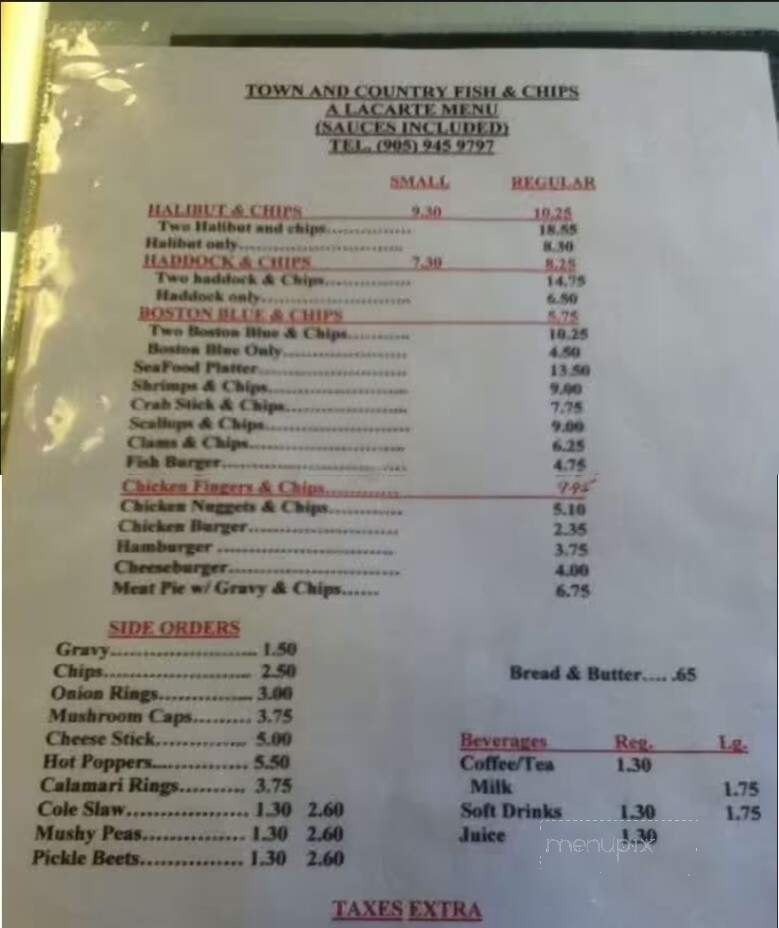 TOWN AND COUNTRY FISH & CHIPS
A LACARTE MENU
(SAUCES INCLUDED)
TEL. (905) 945 9797
SMALL REGULAR
HALIBUT & CHIPS 9.30 10.25
Two Halibut and chips............... 18.55
Halibut only............................ 8.30
HADDOCK & CHIPS 7.30 8.25
Two haddock & Chips............... 14.75
Haddock only......................... 6.50
BOSTON BLUE & CHIPS 5.75
Two Boston Blue & Chips........... 10.25
Boston Blue Only..................... 4.50
SeaFood Platter......................... 13.50
Shrimps & Chips....................... 9.00
Crab Stick & Chips.................... 7.75
Scallups & Chips....................... 9.00
Clams & Chips.......................... 6.25
Fish Burger.............................. 4.75
Chicken Fingers & Chips............ 7.95
Chicken Nuggets & Chips............ 5.10
Chicken Burger........................ 2.35
Hamburger ............................ 3.75
Cheeseburger........................... 4.00
Meat Pie w/ Gravy & Chips...... 6.75
SIDE ORDERS
Gravy......................... 1.50
Chips......................... 2.50
Bread & Butter.... .65
Onion Rings................ 3.00
Mushroom Caps.......... 3.75
Cheese Stick............... 5.00
Beverages Reg. Lg.
Hot Poppers................ 5.50
Coffee/Tea 1.30
Calamari Rings........... 3.75
Milk 1.75
Cole Slaw.................... 1.30 2.60
Soft Drinks 1.30 1.75
Mushy Peas................. 1.30 2.60
Juice 1.30
menupix
Pickle Beets................. 1.30 2.60
TAXES EXTRA